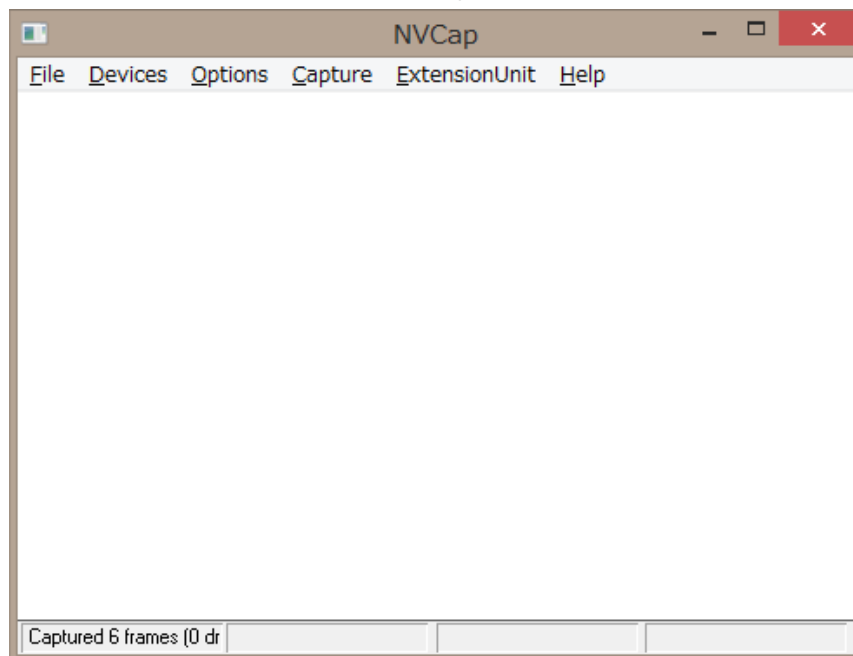 NVCap
File Devices Options Capture ExtensionUnit Help
Captured 6 frames (0 dr